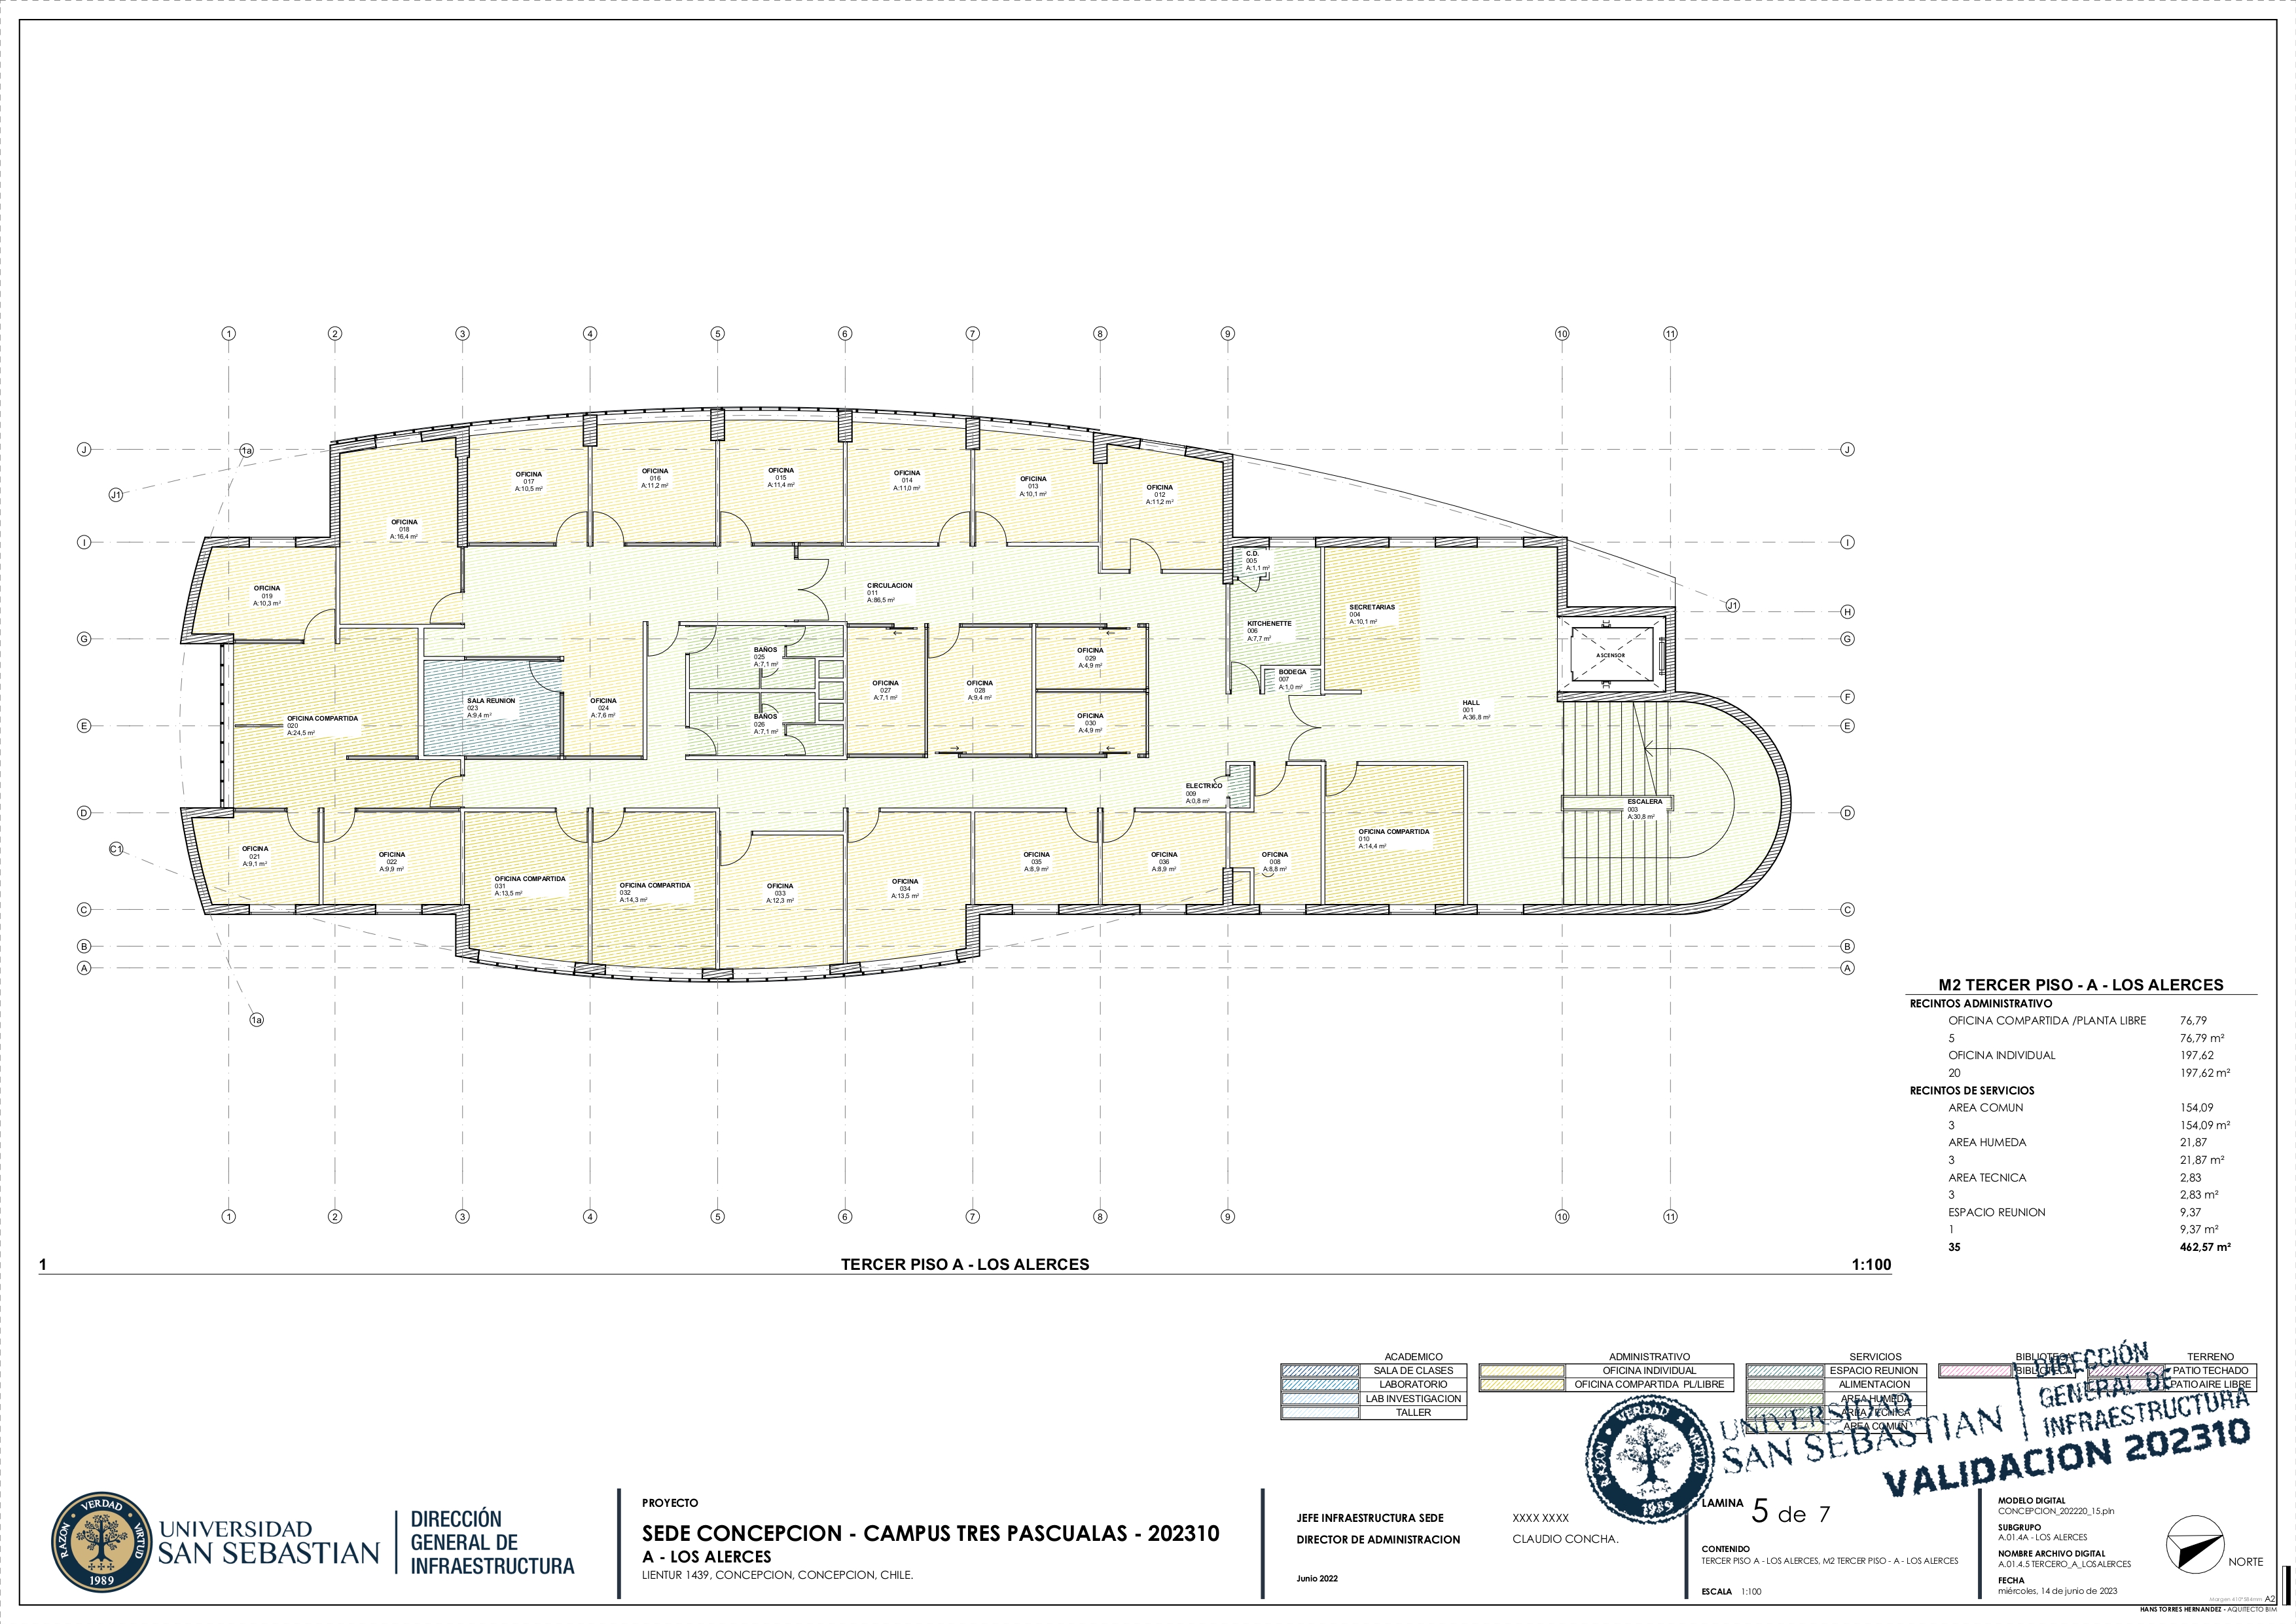 1 2 3 4 5 6 7 8 9 10 11
J 1a J
J1
I I
H
J1
G G
F
E E
D D
C1
C C
B B
A A
1a
OFICINA
017
A:10,5 m²
OFICINA
016
A:11,2 m²
OFICINA
015
A:11,4 m²
OFICINA
014
A:11,0 m²
OFICINA
013
A:10,1 m²
OFICINA
012
A:11,2 m²
OFICINA
018
A:16,4 m²
OFICINA
019
A:10,3 m²
CIRCULACION
011
A:86,5 m²
C.D.
005
A:1,1 m²
KITCHENETTE
006
A:7,7 m²
SECRETARIAS
004
A:10,1 m²
ASCENSOR
BAÑOS
025
A:7,1 m²
OFICINA
029
A:4,9 m²
OFICINA
027
A:7,1 m²
OFICINA
028
A:9,4 m²
BODEGA
007
A:1,0 m²
SALA REUNION
023
A:9,4 m²
OFICINA
024
A:7,6 m²
HALL
001
A:36,8 m²
OFICINA COMPARTIDA
020
A:24,5 m²
BAÑOS
026
A:7,1 m²
OFICINA
030
A:4,9 m²
ELECTRICO
009
A:0,8 m²
ESCALERA
003
A:30,8 m²
OFICINA
021
A:9,1 m²
OFICINA
022
A:9,9 m²
OFICINA COMPARTIDA
031
A:13,5 m²
OFICINA COMPARTIDA
032
A:14,3 m²
OFICINA
033
A:12,3 m²
OFICINA
034
A:13,5 m²
OFICINA
035
A:8,9 m²
OFICINA
036
A:8,9 m²
OFICINA
008
A:8,8 m²
OFICINA COMPARTIDA
010
A:14,4 m²
1 2 3 4 5 6 7 8 9 10 11
M2 TERCER PISO - A - LOS ALERCES
RECINTOS ADMINISTRATIVO
OFICINA COMPARTIDA /PLANTA LIBRE 76,79
5 76,79 m²
OFICINA INDIVIDUAL 197,62
20 197,62 m²
RECINTOS DE SERVICIOS
AREA COMUN 154,09
3 154,09 m²
AREA HUMEDA 21,87
3 21,87 m²
AREA TECNICA 2,83
3 2,83 m²
ESPACIO REUNION 9,37
1 9,37 m²
35 462,57 m²
1 TERCER PISO A - LOS ALERCES 1:100
ACADEMICO
SALA DE CLASES
LABORATORIO
LAB INVESTIGACION
TALLER
ADMINISTRATIVO
OFICINA INDIVIDUAL
OFICINA COMPARTIDA PL/LIBRE
SERVICIOS
ESPACIO REUNION
ALIMENTACION
AREA HUMEDA
AREA TECNICA
AREA COMUN
BIBLIOTECA
BIBLIOTECA
TERRENO
PATIO TECHADO
PATIO AIRE LIBRE
VERDAD
RAZON
VIRTUD
1989
UNIVERSIDAD
SAN SEBASTIAN
DIRECCIÓN
GENERAL DE
INFRAESTRUCTURA
VALIDACION 202310
VERDAD
RAZON
VIRTUD
1989
UNIVERSIDAD
SAN SEBASTIAN
DIRECCIÓN
GENERAL DE
INFRAESTRUCTURA
PROYECTO
SEDE CONCEPCION - CAMPUS TRES PASCUALAS - 202310
A - LOS ALERCES
LIENTUR 1439, CONCEPCION, CONCEPCION, CHILE.
JEFE INFRAESTRUCTURA SEDE XXXX XXXX
DIRECTOR DE ADMINISTRACION CLAUDIO CONCHA.
Junio 2022
LAMINA 5 de 7
CONTENIDO
TERCER PISO A - LOS ALERCES, M2 TERCER PISO - A - LOS ALERCES
ESCALA 1:100
MODELO DIGITAL
CONCEPCION_202220_15.pln
SUBGRUPO
A.01.4A - LOS ALERCES
NOMBRE ARCHIVO DIGITAL
A.01.4.5 TERCERO_A_LOSALERCES
FECHA
miércoles, 14 de junio de 2023
NORTE
A2
HANS TORRES HERNANDEZ - ARQUITECTO BIM